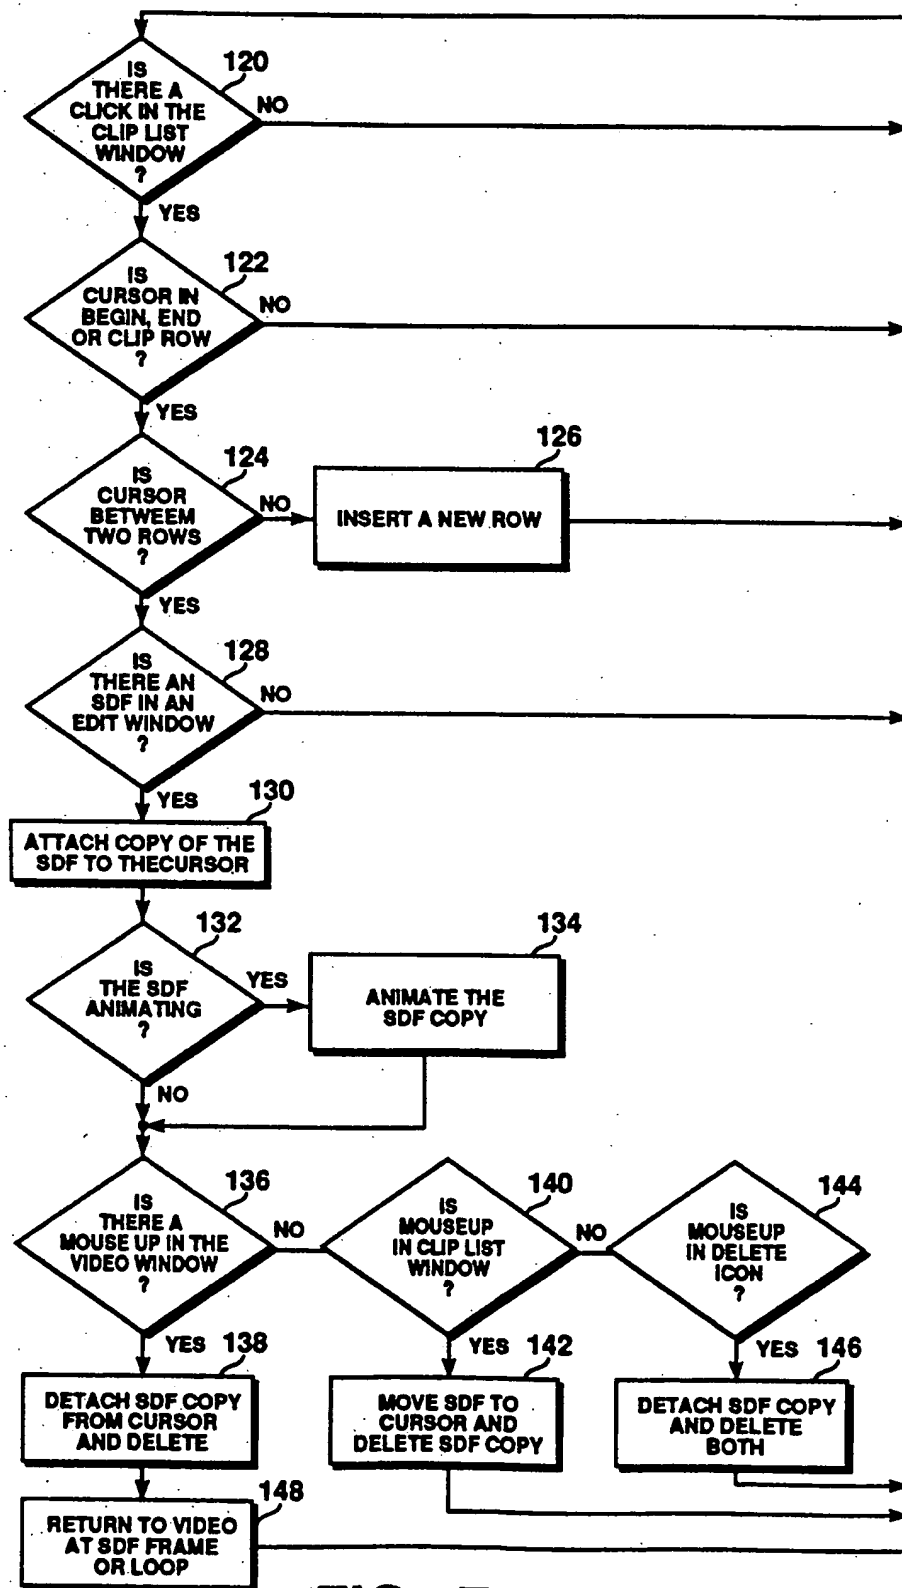 120
IS
THERE A
CLICK IN THE
CLIP LIST
WINDOW
?
NO
YES
122
IS
CURSOR IN
BEGIN, END
OR CLIP ROW
?
NO
YES
124
IS
CURSOR
BETWEEM
TWO ROWS
?
NO
126
INSERT A NEW ROW
YES
128
IS
THERE AN
SDF IN AN
EDIT WINDOW
?
NO
YES
130
ATTACH COPY OF THE
SDF TO THECURSOR
132
IS
THE SDF
ANIMATING
?
YES
134
ANIMATE THE
SDF COPY
NO
136
IS
THERE A
MOUSE UP IN THE
VIDEO WINDOW
?
NO
140
IS
MOUSEUP
IN CLIP LIST
WINDOW
?
NO
144
IS
MOUSEUP
IN DELETE
ICON
?
YES
138
DETACH SDF COPY
FROM CURSOR
AND DELETE
YES
142
MOVE SDF TO
CURSOR AND
DELETE SDF COPY
YES
146
DETACH SDF COPY
AND DELETE
BOTH
148
RETURN TO VIDEO
AT SDF FRAME
OR LOOP